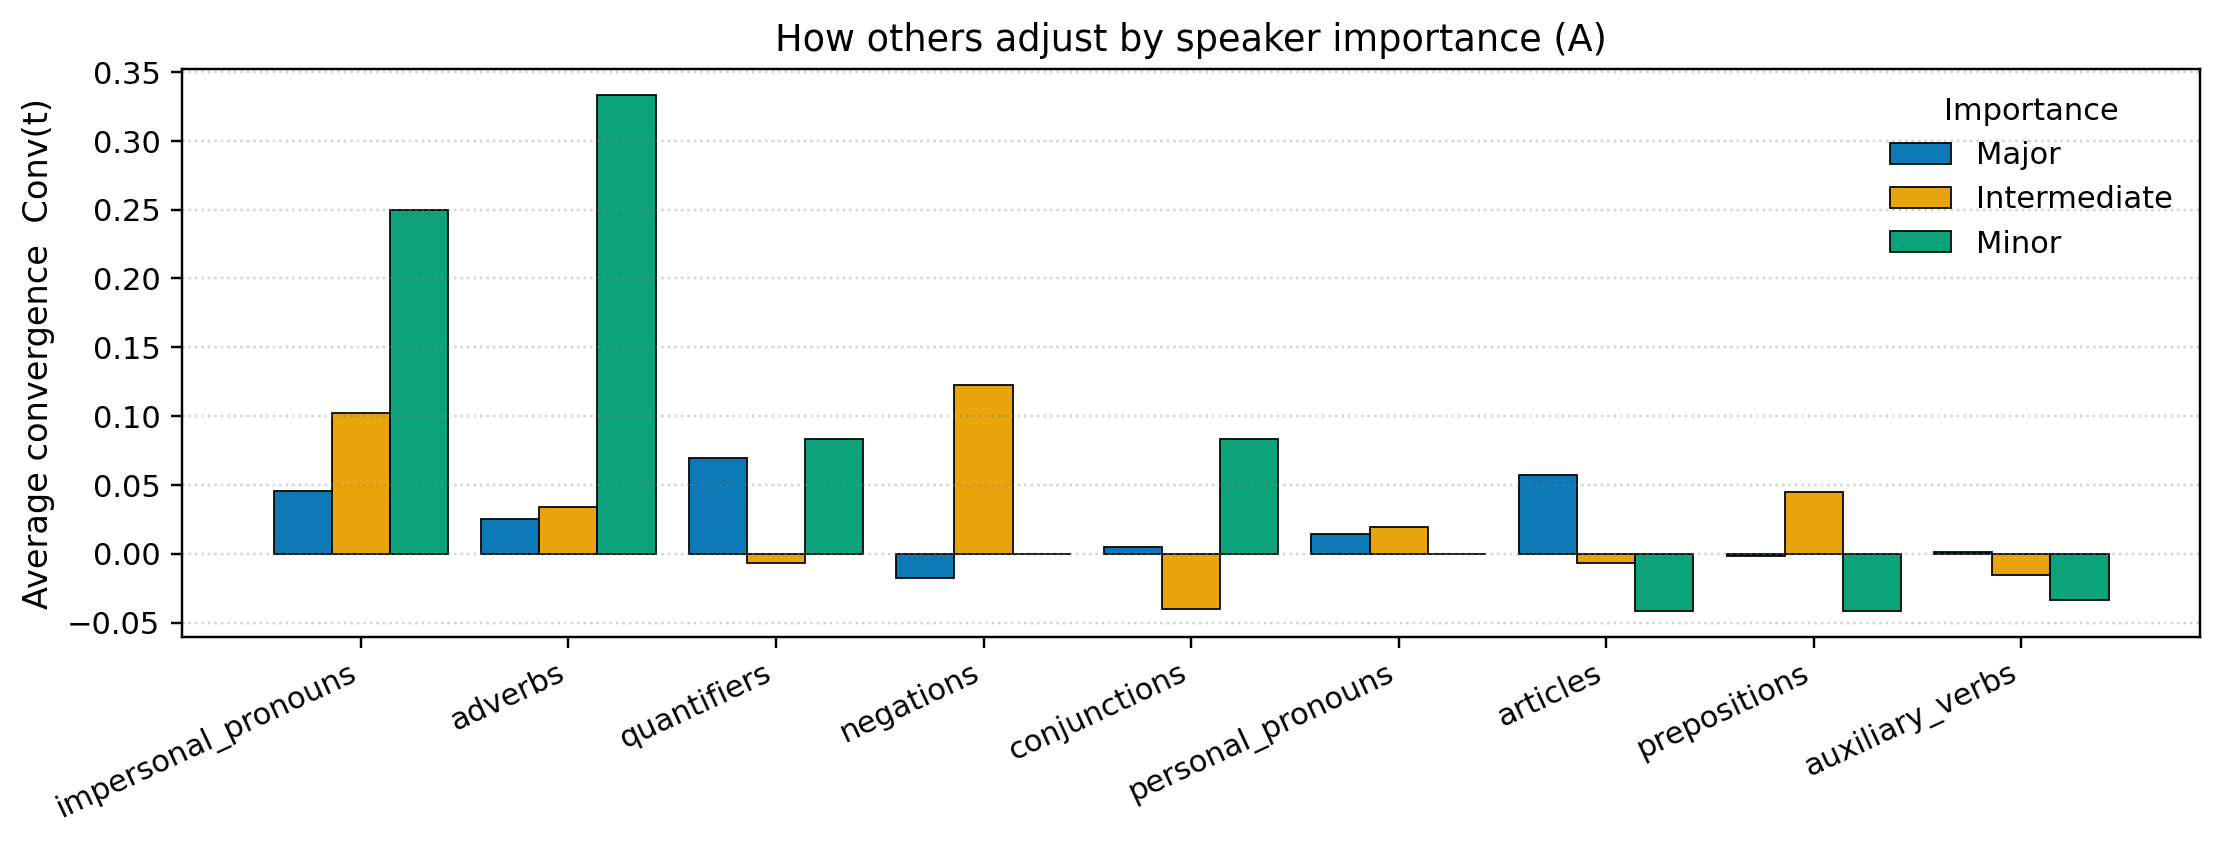 How others adjust by speaker importance (A)
Average convergence  Conv(t)
0.35
0.30
0.25
0.20
0.15
0.10
0.05
0.00
−0.05
Importance
Major
Intermediate
Minor
impersonal_pronouns
adverbs
quantifiers
negations
conjunctions
personal_pronouns
articles
prepositions
auxiliary_verbs